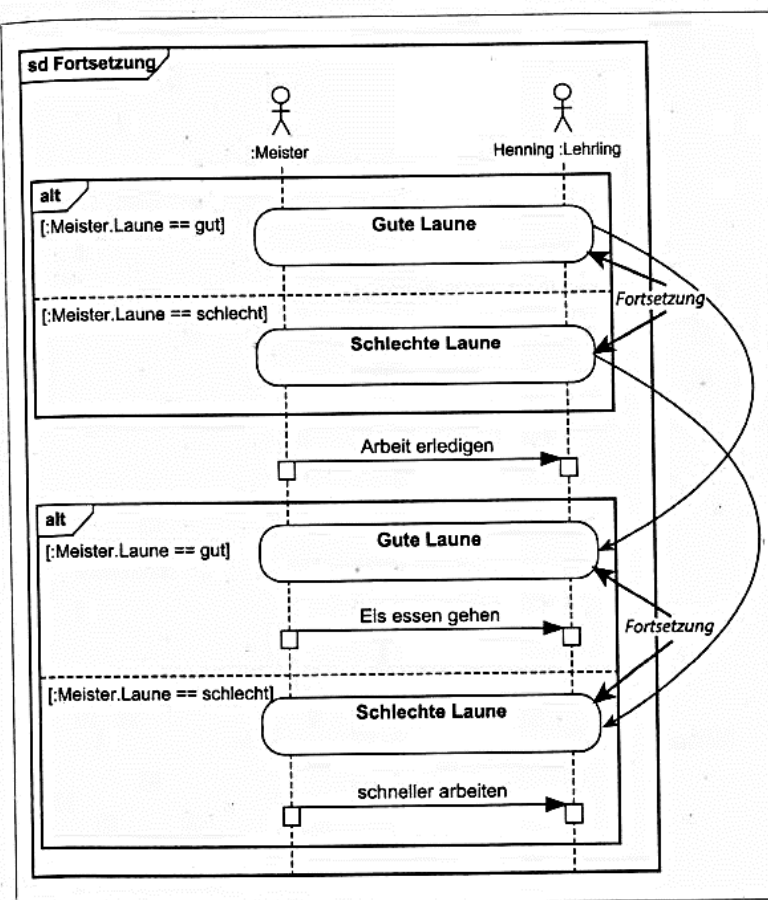 sd Fortsetzung
:Meister
Henning :Lehrling
alt
[:Meister.Laune == gut]
Gute Laune
Fortsetzung
[:Meister.Laune == schlecht]
Schlechte Laune
Arbeit erledigen
alt
[:Meister.Laune == gut]
Gute Laune
Eis essen gehen
Fortsetzung
[:Meister.Laune == schlecht]
Schlechte Laune
schneller arbeiten